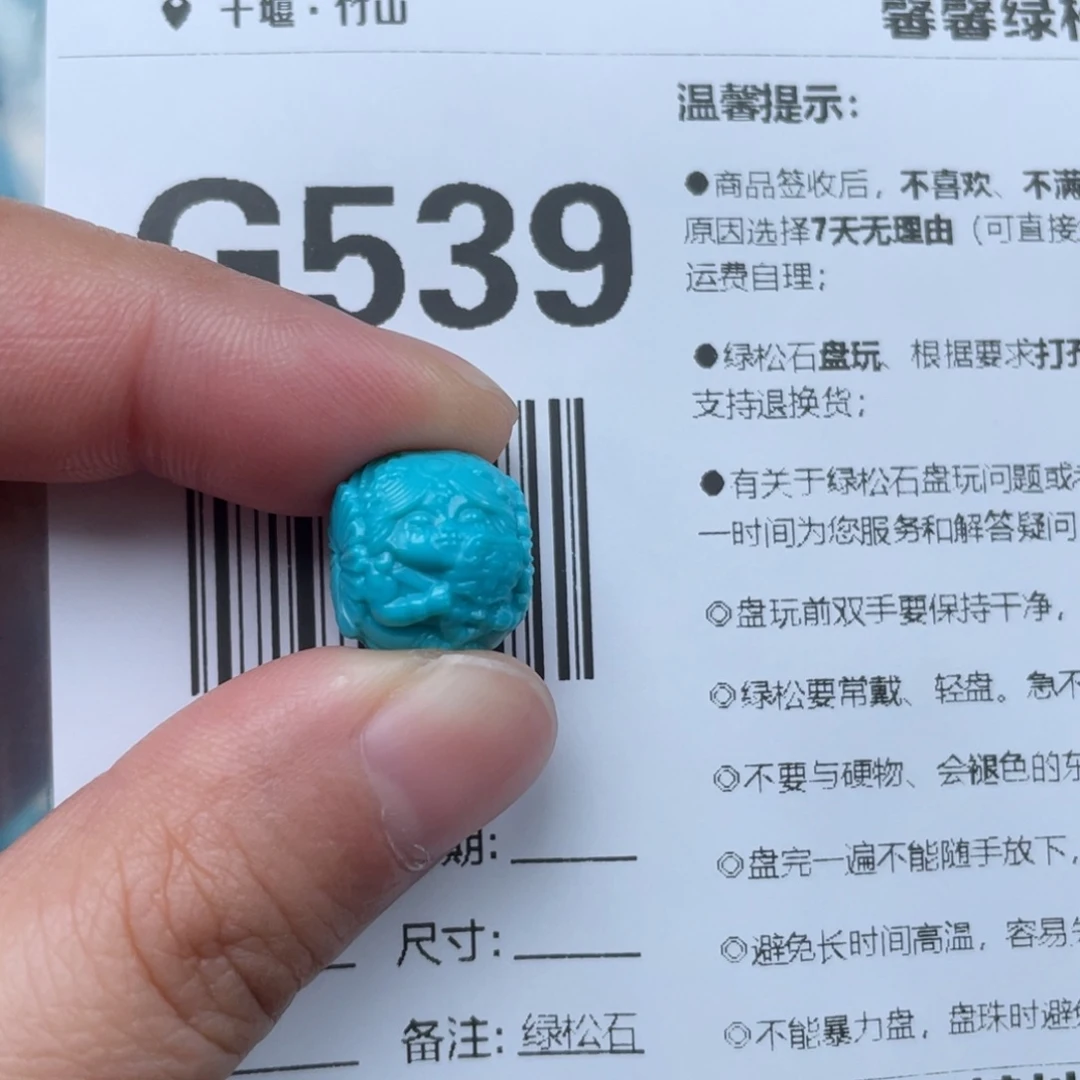 十堰·竹山
馨馨绿松
G539
温馨提示：
●商品签收后，不喜欢、不满
原因选择7天无理由（可直接
运费自理；
●绿松石盘玩、根据要求打孔
支持退换货；
●有关于绿松石盘玩问题或
一时间为您服务和解答疑问
◎盘玩前双手要保持干净，
◎绿松要常戴、轻盘。急不
◎不要与硬物、会褪色的东
◎盘完一遍不能随手放下，
◎避免长时间高温，容易
◎不能暴力盘，盘珠时避免
期：
尺寸：
备注：绿松石